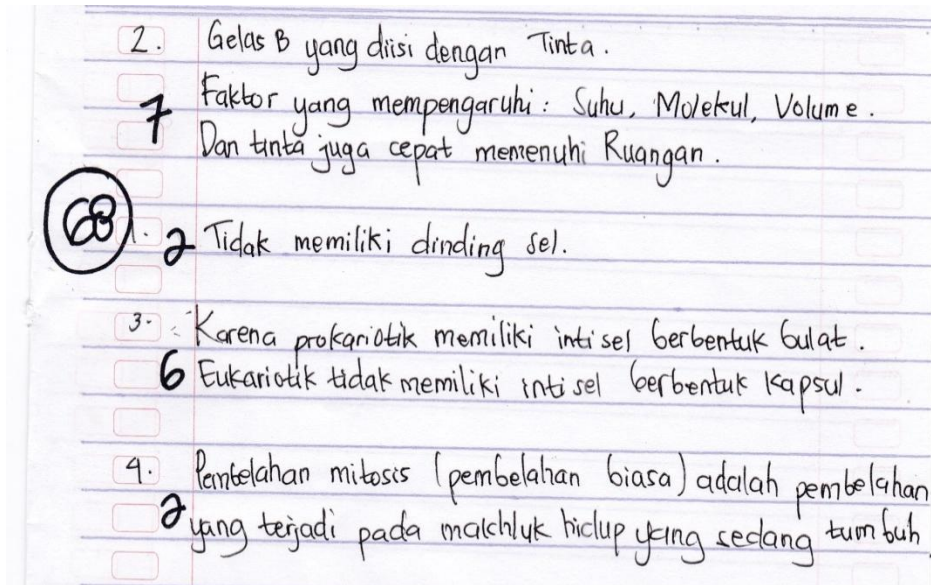 2. Gelas B yang diisi dengan Tinta.
7 Faktor yang mempengaruhi: Suhu, Molekul, Volume.
Dan tinta juga cepat memenuhi Ruangan.
68
1. 2 Tidak memiliki dinding sel.
3. Karena prokariotik memiliki inti sel berbentuk bulat.
6 Eukariotik tidak memiliki inti sel berbentuk kapsul.
4. Pembelahan mitosis (pembelahan biasa) adalah pembelahan
2 yang terjadi pada makhluk hidup yang sedang tumbuh